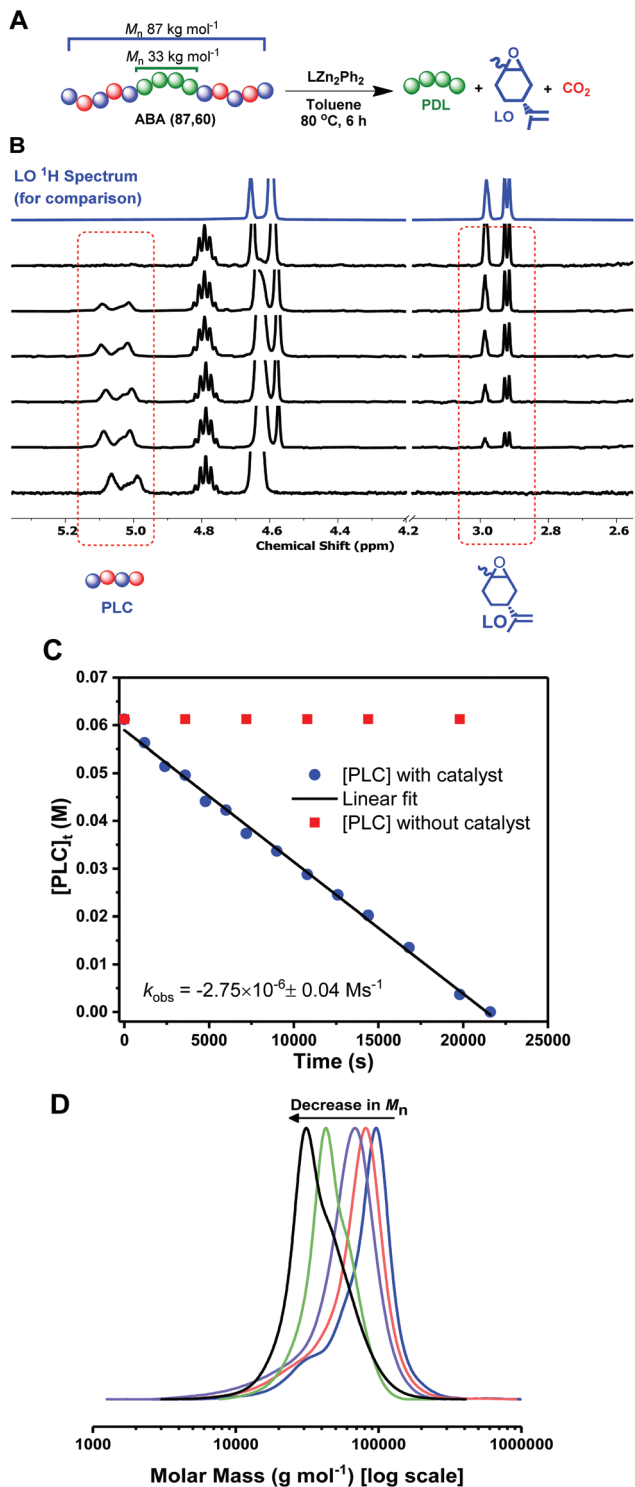 A
Mn 87 kg mol-1
Mn 33 kg mol-1
ABA (87,60)
LZn2Ph2
Toluene
80 oC, 6 h
PDL
+
O
LO
+
CO2
B
LO 1H Spectrum
(for comparison)
5.2 5.0 4.8 4.6 4.4 4.2 3.0 2.8 2.6
Chemical Shift (ppm)
PLC
O
LO
C
0.07
0.06
0.05
0.04
0.03
0.02
0.01
0.00
[PLC]t (M)
[PLC] with catalyst
Linear fit
[PLC] without catalyst
kobs = -2.75×10-6± 0.04 Ms-1
0 5000 10000 15000 20000 25000
Time (s)
D
Decrease in Mn
1000 10000 100000 1000000
Molar Mass (g mol-1) [log scale]